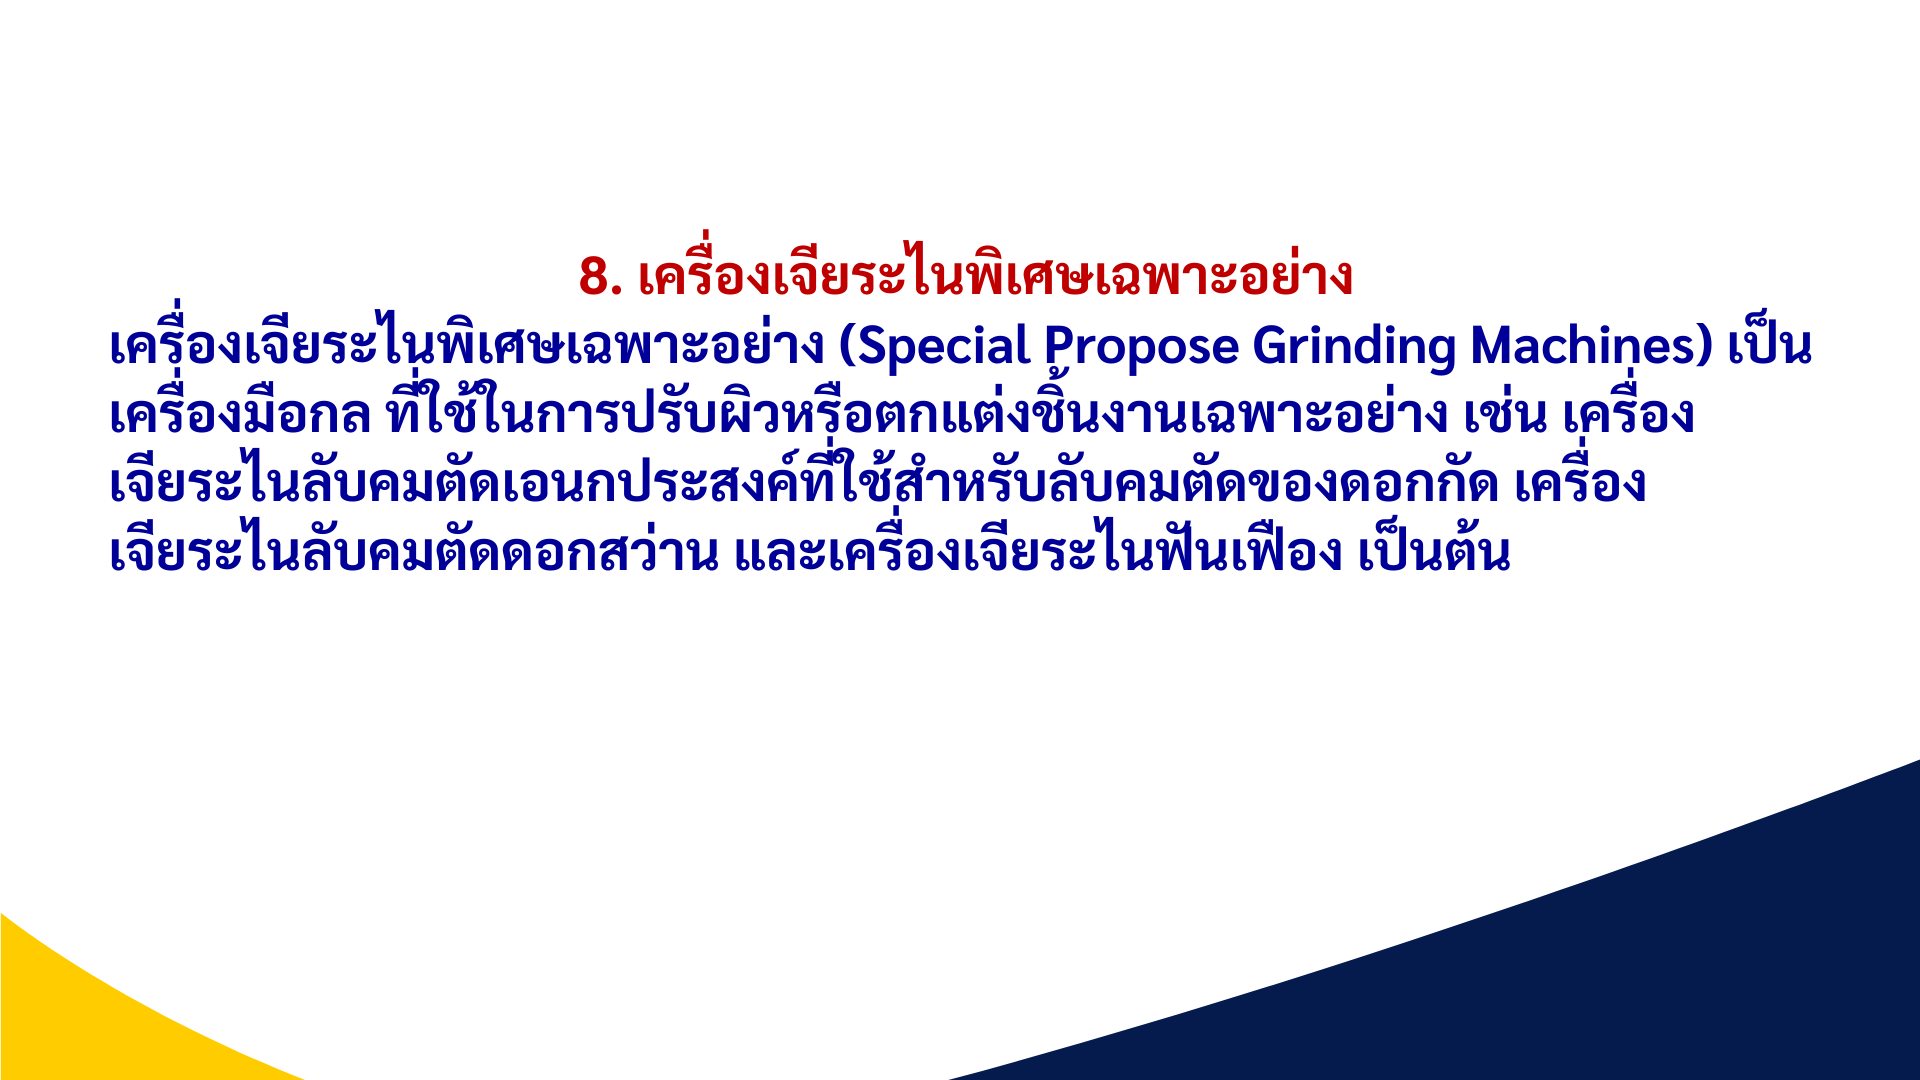 8. เครื่องเจียระไนพิเศษเฉพาะอย่าง
เครื่องเจียระไนพิเศษเฉพาะอย่าง (Special Propose Grinding Machines) เป็น
เครื่องมือกล ที่ใช้ในการปรับผิวหรือตกแต่งชิ้นงานเฉพาะอย่าง เช่น เครื่อง
เจียระไนลับคมตัดเอนกประสงค์ที่ใช้สำหรับลับคมตัดของดอกกัด เครื่อง
เจียระไนลับคมตัดดอกสว่าน และเครื่องเจียระไนฟันเฟือง เป็นต้น